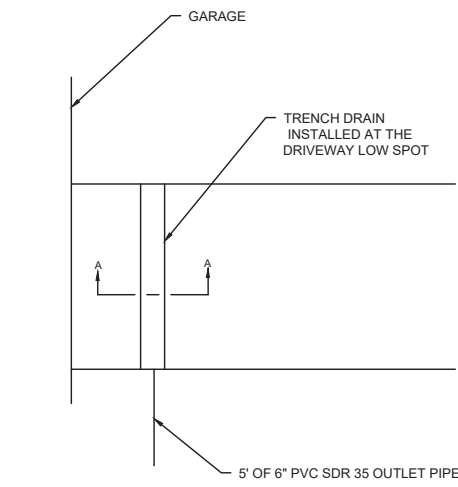 GARAGE
TRENCH DRAIN
INSTALLED AT THE
DRIVEWAY LOW SPOT
A
A
5' OF 6" PVC SDR 35 OUTLET PIPE